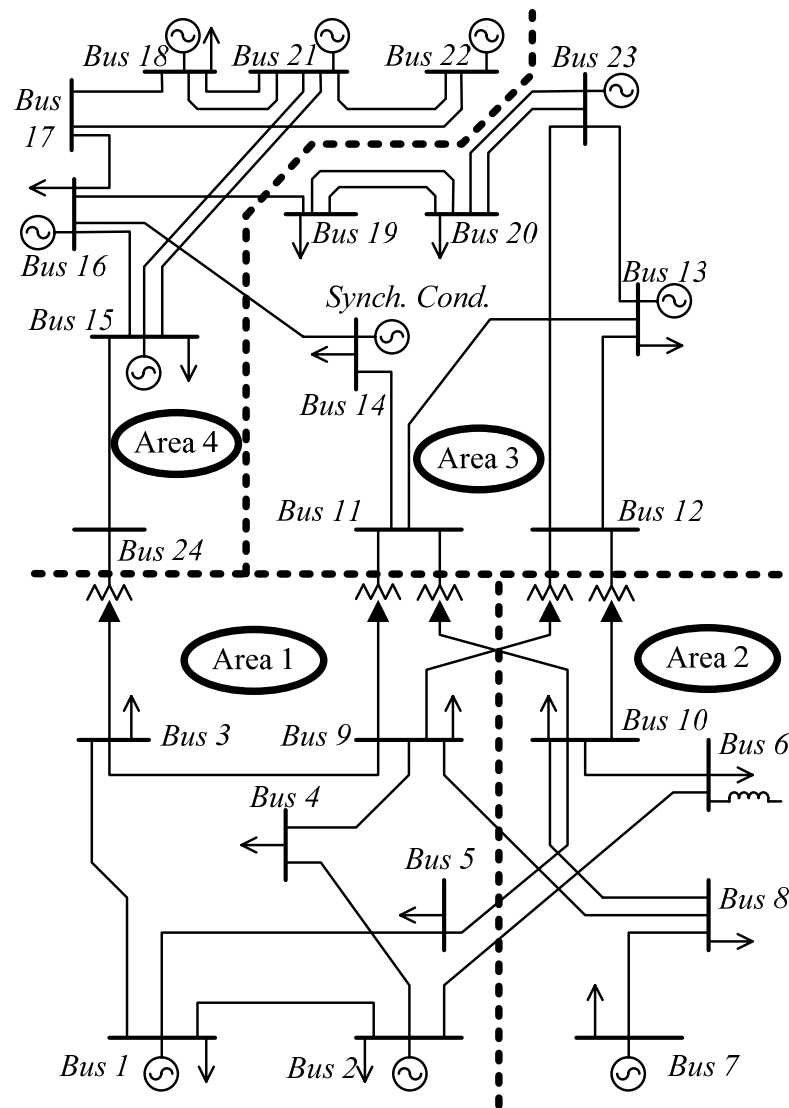 Bus 18
Bus 21
Bus 22
Bus 23
Bus
17
Bus 19
Bus 20
Bus 16
Bus 13
Synch. Cond.
Bus 15
Bus 14
Area 4
Area 3
Bus 11
Bus 12
Bus 24
Area 1
Area 2
Bus 3
Bus 9
Bus 10
Bus 6
Bus 4
Bus 5
Bus 8
Bus 1
Bus 2
Bus 7